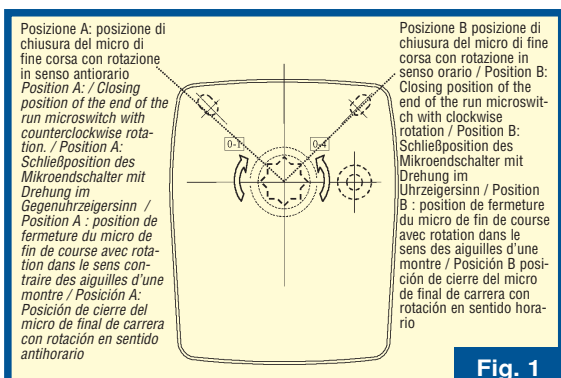 Posizione A: posizione di
chiusura del micro di
fine corsa con rotazione
in senso antiorario
Position A: / Closing
position of the end of the
run microswitch with
counterclockwise rota-
tion. / Position A:
Schließposition des
Mikroendschalter mit
Drehung im
Gegenuhrzeigersinn /
Position A : position de
fermeture du micro de
fin de course avec rota-
tion dans le sens con-
traire des aiguilles d'une
montre / Posición A:
Posición de cierre del
micro de final de carrera
con rotación en sentido
antihorario
0-1
0-4
Posizione B posizione di
chiusura del micro di fine
corsa con rotazione in
senso orario / Position B:
Closing position of the
end of the run microswit-
ch with clockwise
rotation / Position B:
Schließposition des
Mikroendschalter mit
Drehung im
Uhrzeigersinn / Position
B : position de fermeture
du micro de fin de course
avec rotation dans le
sens des aiguilles d'une
montre / Posición B posi-
ción de cierre del micro
de final de carrera con
rotación en sentido hora-
rio
Fig. 1